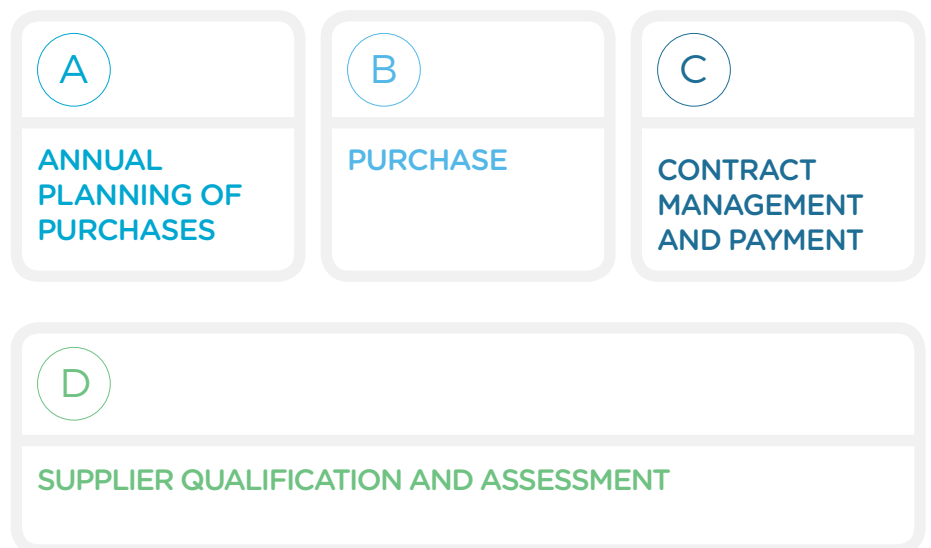 A
ANNUAL
PLANNING OF
PURCHASES
B
PURCHASE
C
CONTRACT
MANAGEMENT
AND PAYMENT
D
SUPPLIER QUALIFICATION AND ASSESSMENT